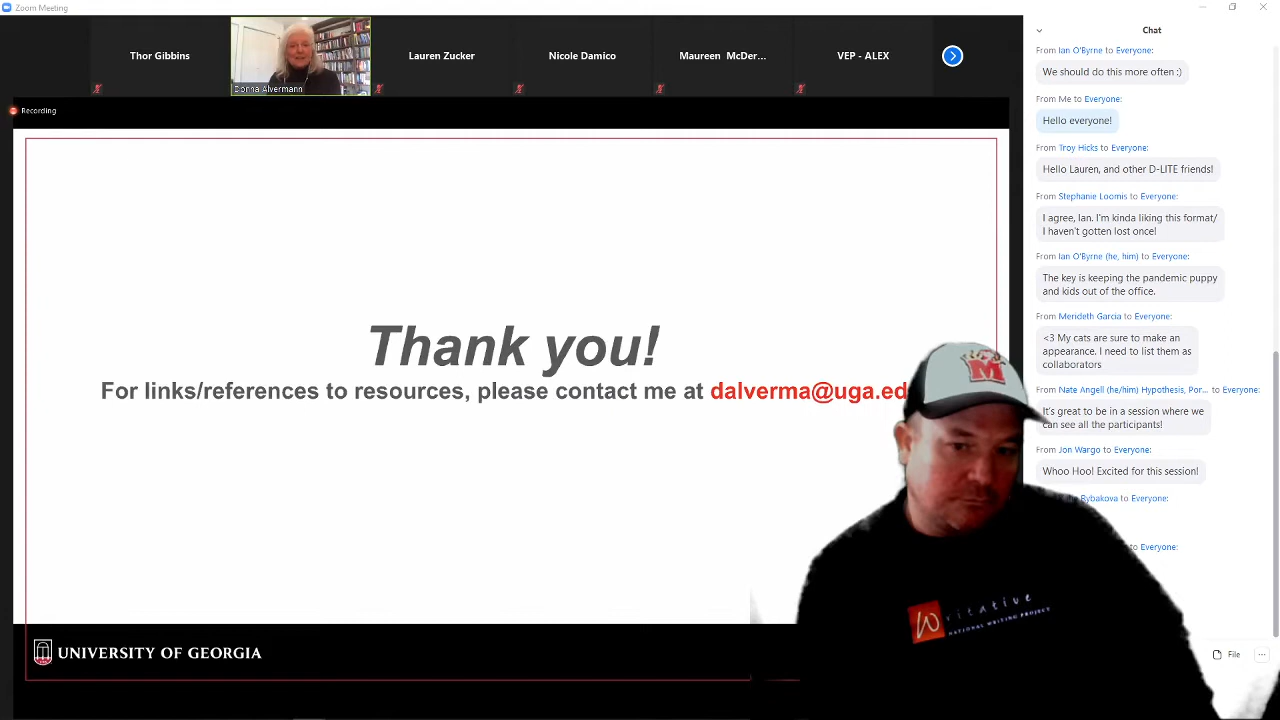 Zoom Meeting
Thor Gibbins
Donna Alvermann
Lauren Zucker
Nicole Damico
Maureen McDer...
VEP - ALEX
Recording
Thank you!
For links/references to resources, please contact me at dalverma@uga.ed
UNIVERSITY OF GEORGIA
M
Writative
NATIONAL WRITING PROJECT
Chat
From Ian O'Byrne to Everyone:
We should do this more often :)
From Me to Everyone:
Hello everyone!
From Troy Hicks to Everyone:
Hello Lauren, and other D-LITE friends!
From Stephanie Loomis to Everyone:
I agree, Ian. I'm kinda liking this format/
I haven't gotten lost once!
From Ian O'Byrne (he, him) to Everyone:
The key is keeping the pandemic puppy
and kids out of the office.
From Merideth Garcia to Everyone:
<3 My cats are sure to make an
appearance. I need to list them as
collaborators
From Nate Angell (he/him) Hypothesis, Por... to Everyone:
It's great to be in a session where we
can see all the participants!
From Jon Wargo to Everyone:
Whoo Hoo! Excited for this session!
Rybakova to Everyone:
to Everyone:
File